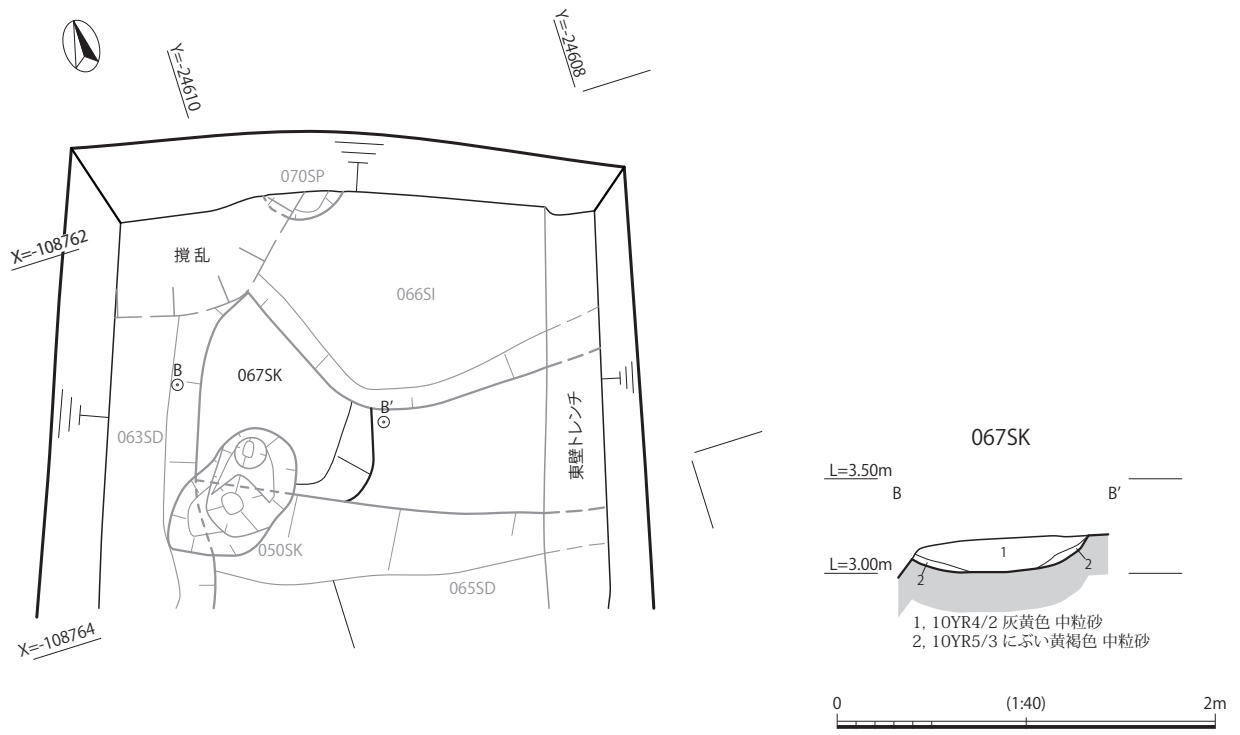 Y=-24610
Y=-24608
070SP
X=-108762
撹 乱
066SI
B
067SK
B’
063SD
東壁トレンチ
050SK
065SD
X=-108764
067SK
L=3.50m
B
B’
1
L=3.00m
2
2
1, 10YR4/2 灰黄色 中粒砂
2, 10YR5/3 にぶい黄褐色 中粒砂
0
(1:40)
2m